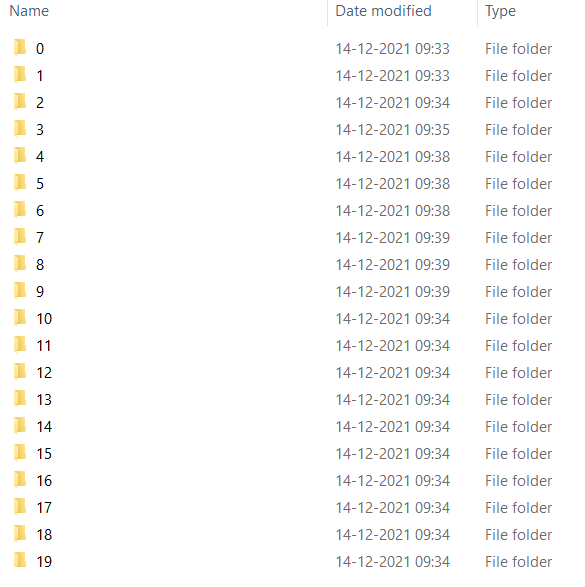 Name Date modified Type
0 14-12-2021 09:33 File folder
1 14-12-2021 09:33 File folder
2 14-12-2021 09:34 File folder
3 14-12-2021 09:35 File folder
4 14-12-2021 09:38 File folder
5 14-12-2021 09:38 File folder
6 14-12-2021 09:38 File folder
7 14-12-2021 09:39 File folder
8 14-12-2021 09:39 File folder
9 14-12-2021 09:39 File folder
10 14-12-2021 09:34 File folder
11 14-12-2021 09:34 File folder
12 14-12-2021 09:34 File folder
13 14-12-2021 09:34 File folder
14 14-12-2021 09:34 File folder
15 14-12-2021 09:34 File folder
16 14-12-2021 09:34 File folder
17 14-12-2021 09:34 File folder
18 14-12-2021 09:34 File folder
19 14-12-2021 09:34 File folder